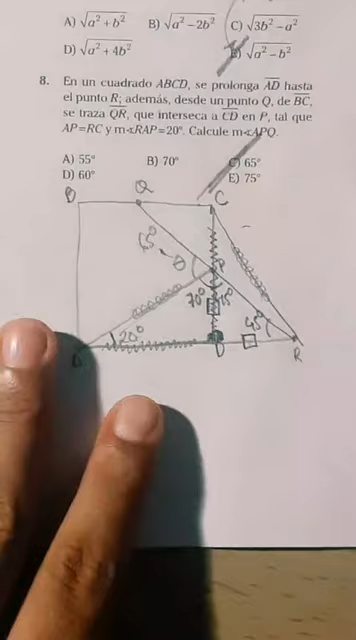 A) √a² + b² B) √a² − 2b² C) √3b² − a²
D) √a² + 4b² E) √a² − b²
8. En un cuadrado ABCD, se prolonga AD hasta
el punto R; además, desde un punto Q, de BC,
se traza QR, que interseca a CD en P, tal que
AP=RC y m∢RAP=20°. Calcule m∢APQ.
A) 55° B) 70° C) 65°
D) 60° E) 75°
Q C
65° θ
70° 45°
20° 45°
D R